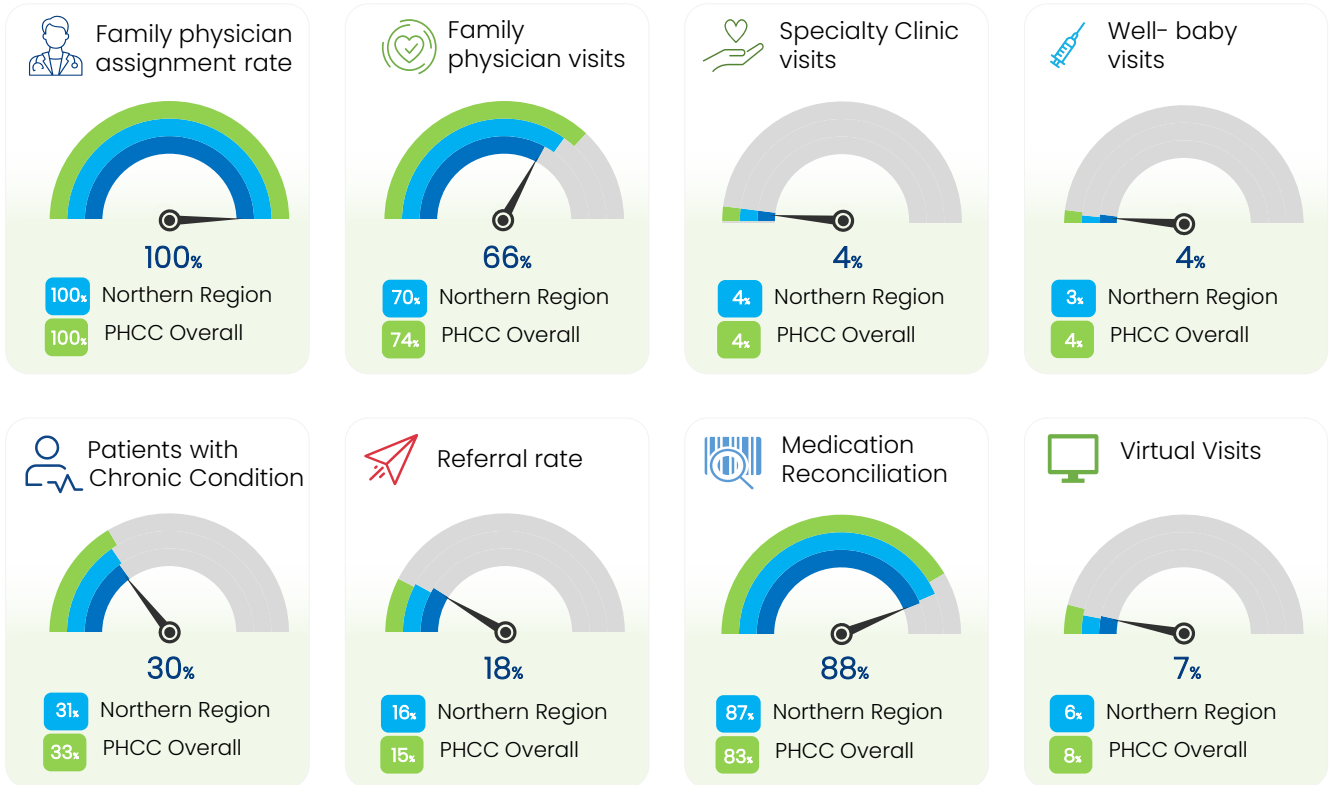 Family physician
assignment rate
100%
100% Northern Region
100% PHCC Overall
Family
physician visits
66%
70% Northern Region
74% PHCC Overall
Specialty Clinic
visits
4%
4% Northern Region
4% PHCC Overall
Well- baby
visits
4%
3% Northern Region
4% PHCC Overall
Patients with
Chronic Condition
30%
31% Northern Region
33% PHCC Overall
Referral rate
18%
16% Northern Region
15% PHCC Overall
Medication
Reconciliation
88%
87% Northern Region
83% PHCC Overall
Virtual Visits
7%
6% Northern Region
8% PHCC Overall